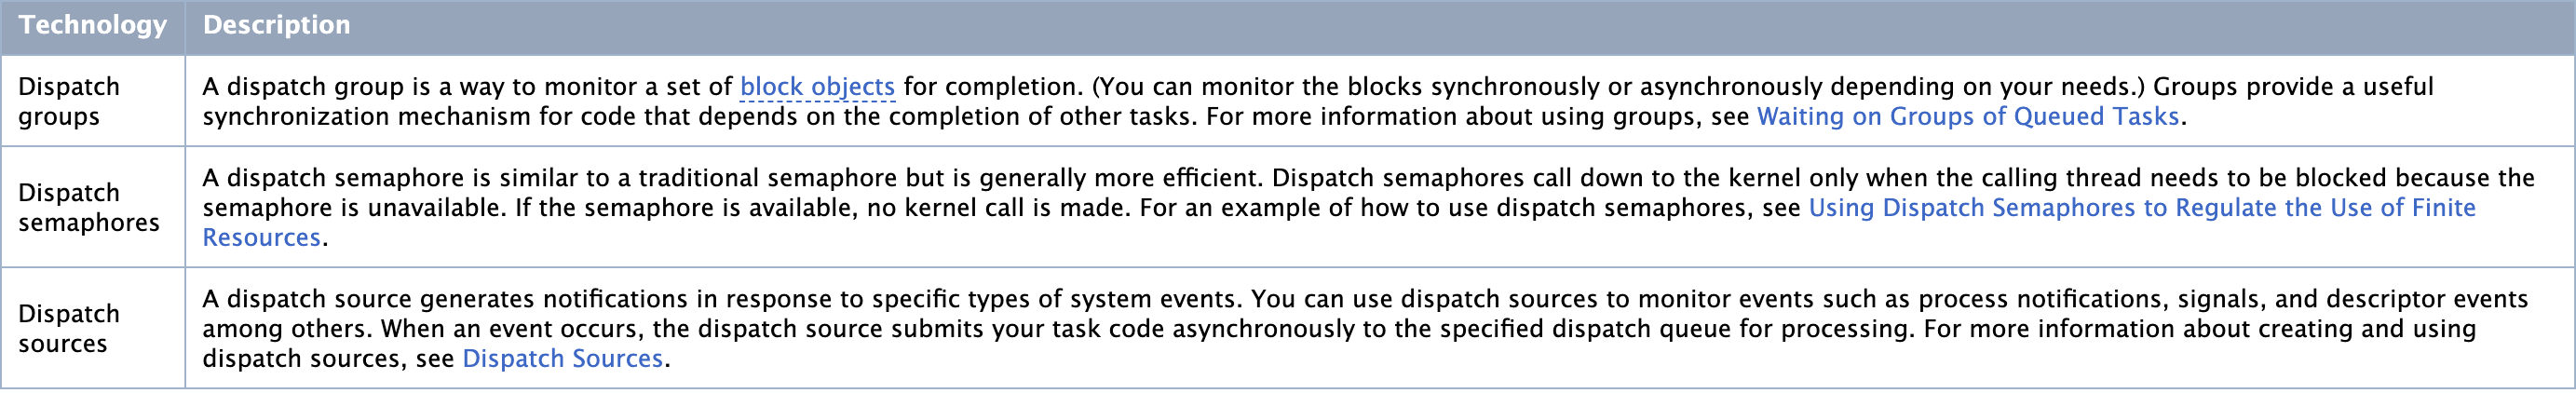 Technology Description
Dispatch
groups
A dispatch group is a way to monitor a set of block objects for completion. (You can monitor the blocks synchronously or asynchronously depending on your needs.) Groups provide a useful
synchronization mechanism for code that depends on the completion of other tasks. For more information about using groups, see Waiting on Groups of Queued Tasks.
Dispatch
semaphores
A dispatch semaphore is similar to a traditional semaphore but is generally more efficient. Dispatch semaphores call down to the kernel only when the calling thread needs to be blocked because the
semaphore is unavailable. If the semaphore is available, no kernel call is made. For an example of how to use dispatch semaphores, see Using Dispatch Semaphores to Regulate the Use of Finite
Resources.
Dispatch
sources
A dispatch source generates notifications in response to specific types of system events. You can use dispatch sources to monitor events such as process notifications, signals, and descriptor events
among others. When an event occurs, the dispatch source submits your task code asynchronously to the specified dispatch queue for processing. For more information about creating and using
dispatch sources, see Dispatch Sources.